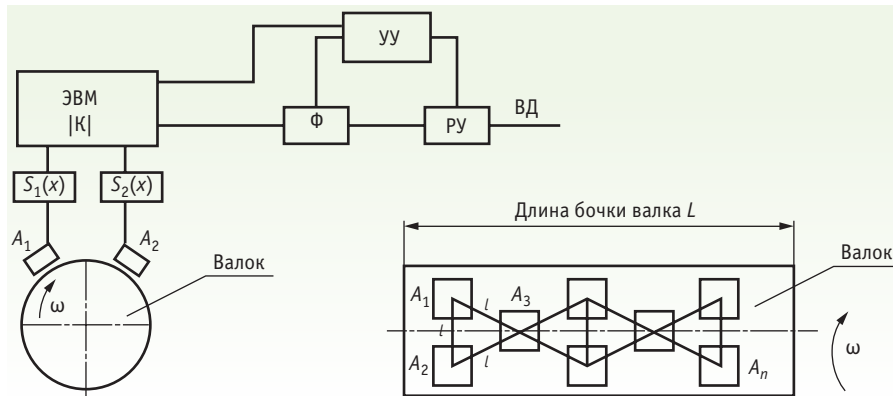 УУ
ЭВМ
|K|
Ф
РУ
ВД
S₁(x)
S₂(x)
A₁
A₂
Валок
ω
Длина бочки валка L
Валок
A₁
l
A₃
l
A₂
l
Aₙ
ω